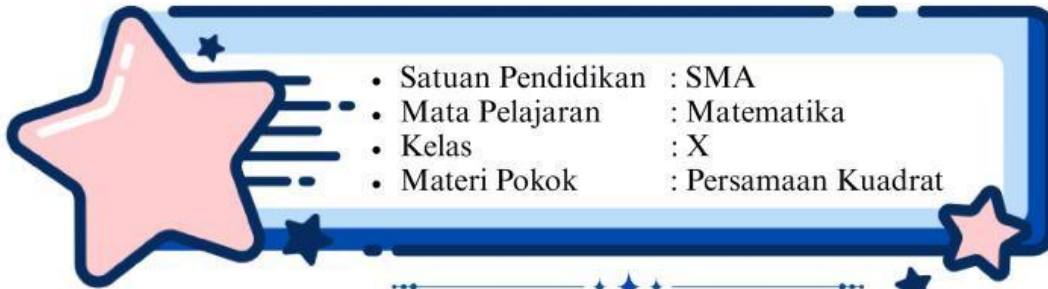 • Satuan Pendidikan : SMA
• Mata Pelajaran : Matematika
• Kelas : X
• Materi Pokok : Persamaan Kuadrat